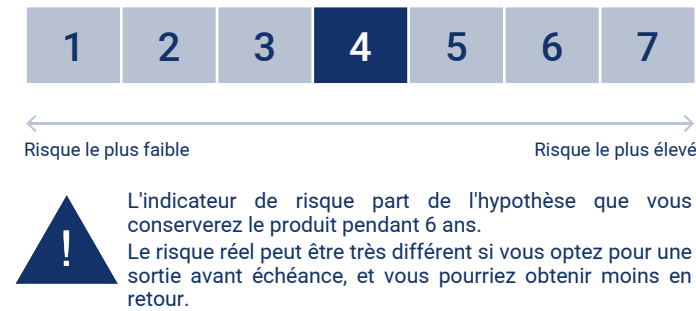 1 2 3 4 5 6 7
Risque le plus faible Risque le plus élevé
L'indicateur de risque part de l'hypothèse que vous
conserverez le produit pendant 6 ans.
Le risque réel peut être très différent si vous optez pour une
sortie avant échéance, et vous pourriez obtenir moins en
retour.
!